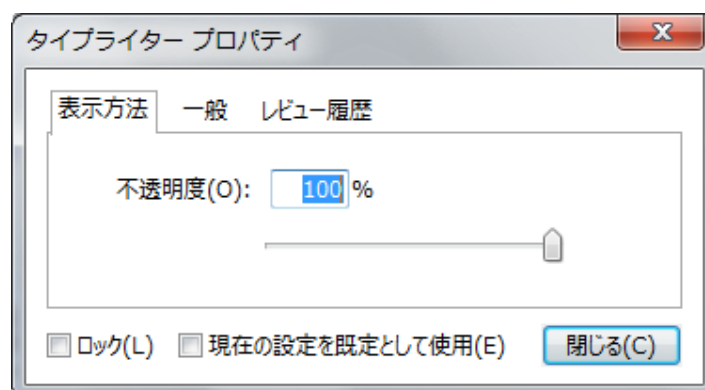 タイプライター プロパティ
表示方法 一般 レビュー履歴
不透明度(O): 100 %
ロック(L) 現在の設定を既定として使用(E) 閉じる(C)